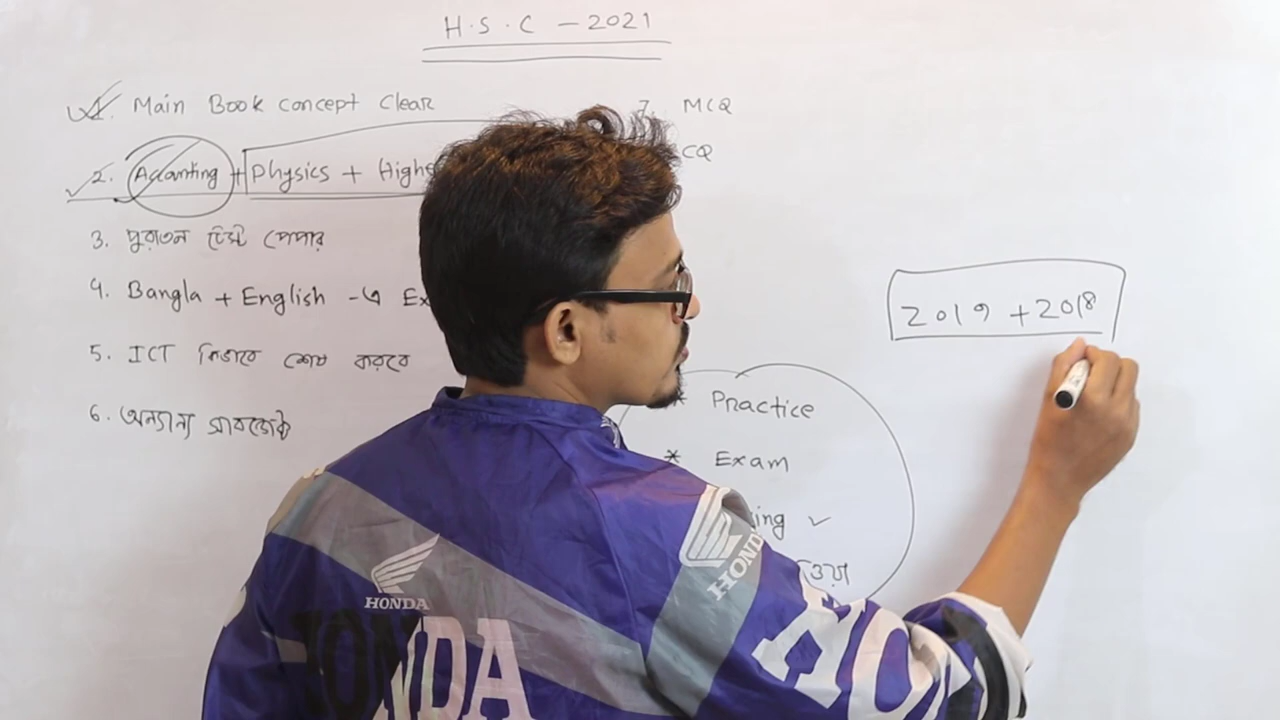 H.S.C - 2021
1. Main Book concept Clear
2. Accounting + Physics + High
3. পুরাতন টেস্ট পেপার
4. Bangla + English - এ Ex
5. ICT কিভাবে শেষ করবে
6. অন্যান্য সাবজেক্ট
7. MCQ
CQ
2019 + 2018
* Practice
* Exam
HONDA
HONDA
HONDA